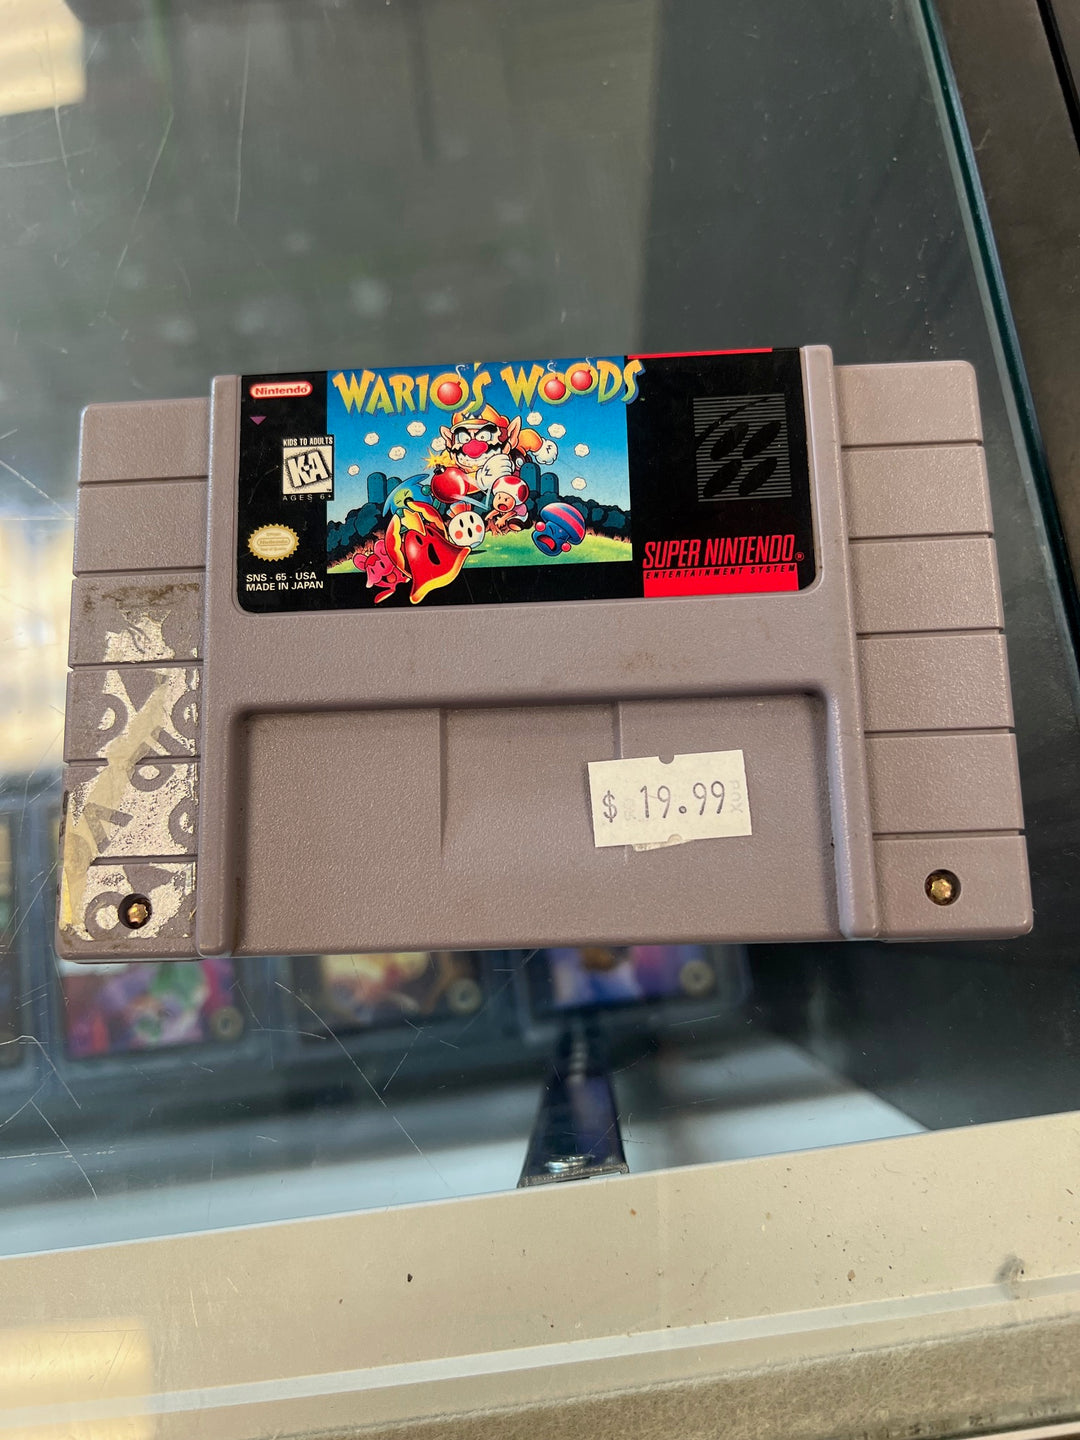 Nintendo
WARIO'S WOODS
KIDS TO ADULTS
K-A
AGES 6+
Nintendo
SNS - 65 - USA
MADE IN JAPAN
SUPER NINTENDO®
ENTERTAINMENT SYSTEM
$ 19.99